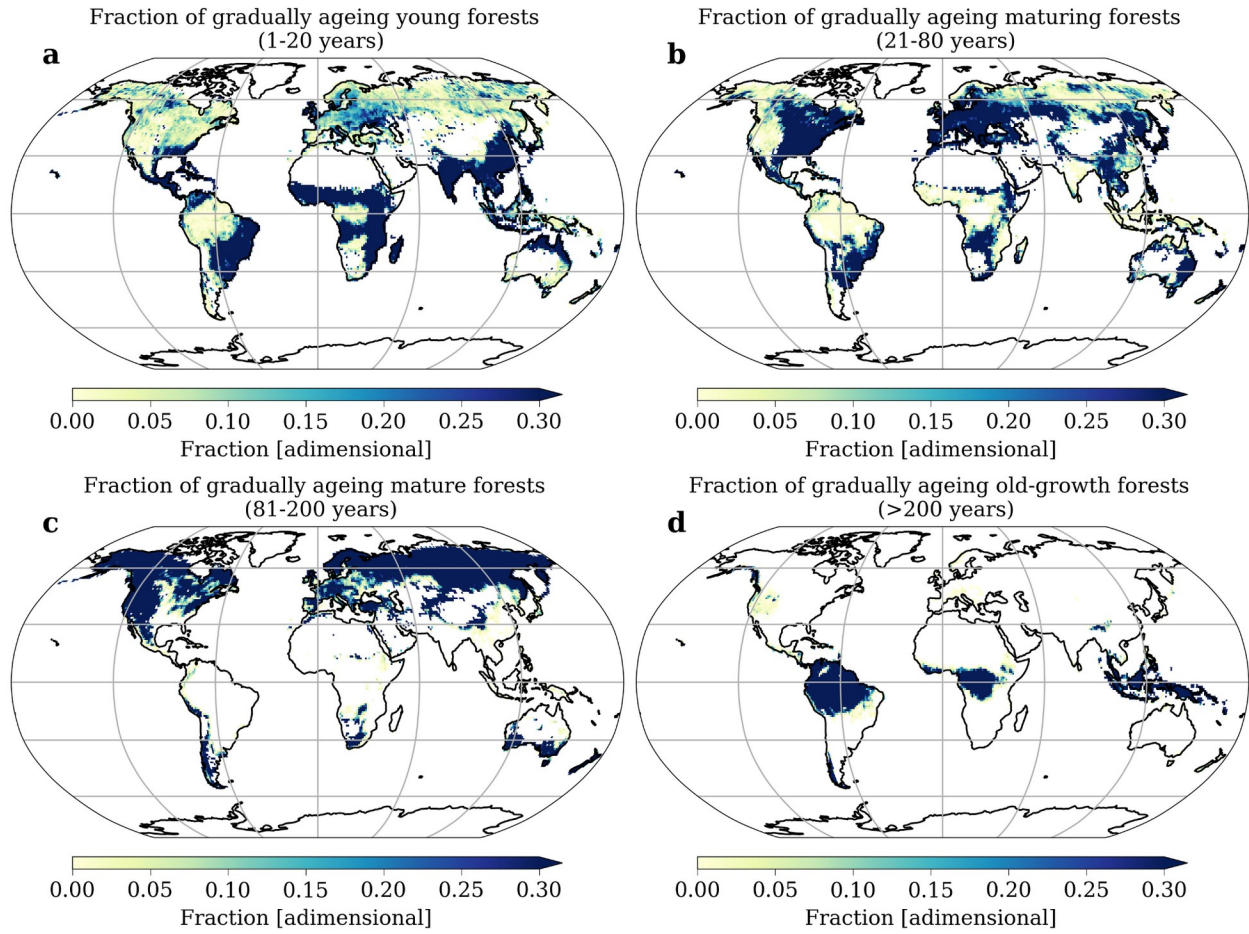 Fraction of gradually ageing young forests
(1-20 years)
a
0.00 0.05 0.10 0.15 0.20 0.25 0.30
Fraction [adimensional]
Fraction of gradually ageing maturing forests
(21-80 years)
b
0.00 0.05 0.10 0.15 0.20 0.25 0.30
Fraction [adimensional]
Fraction of gradually ageing mature forests
(81-200 years)
c
0.00 0.05 0.10 0.15 0.20 0.25 0.30
Fraction [adimensional]
Fraction of gradually ageing old-growth forests
(>200 years)
d
0.00 0.05 0.10 0.15 0.20 0.25 0.30
Fraction [adimensional]